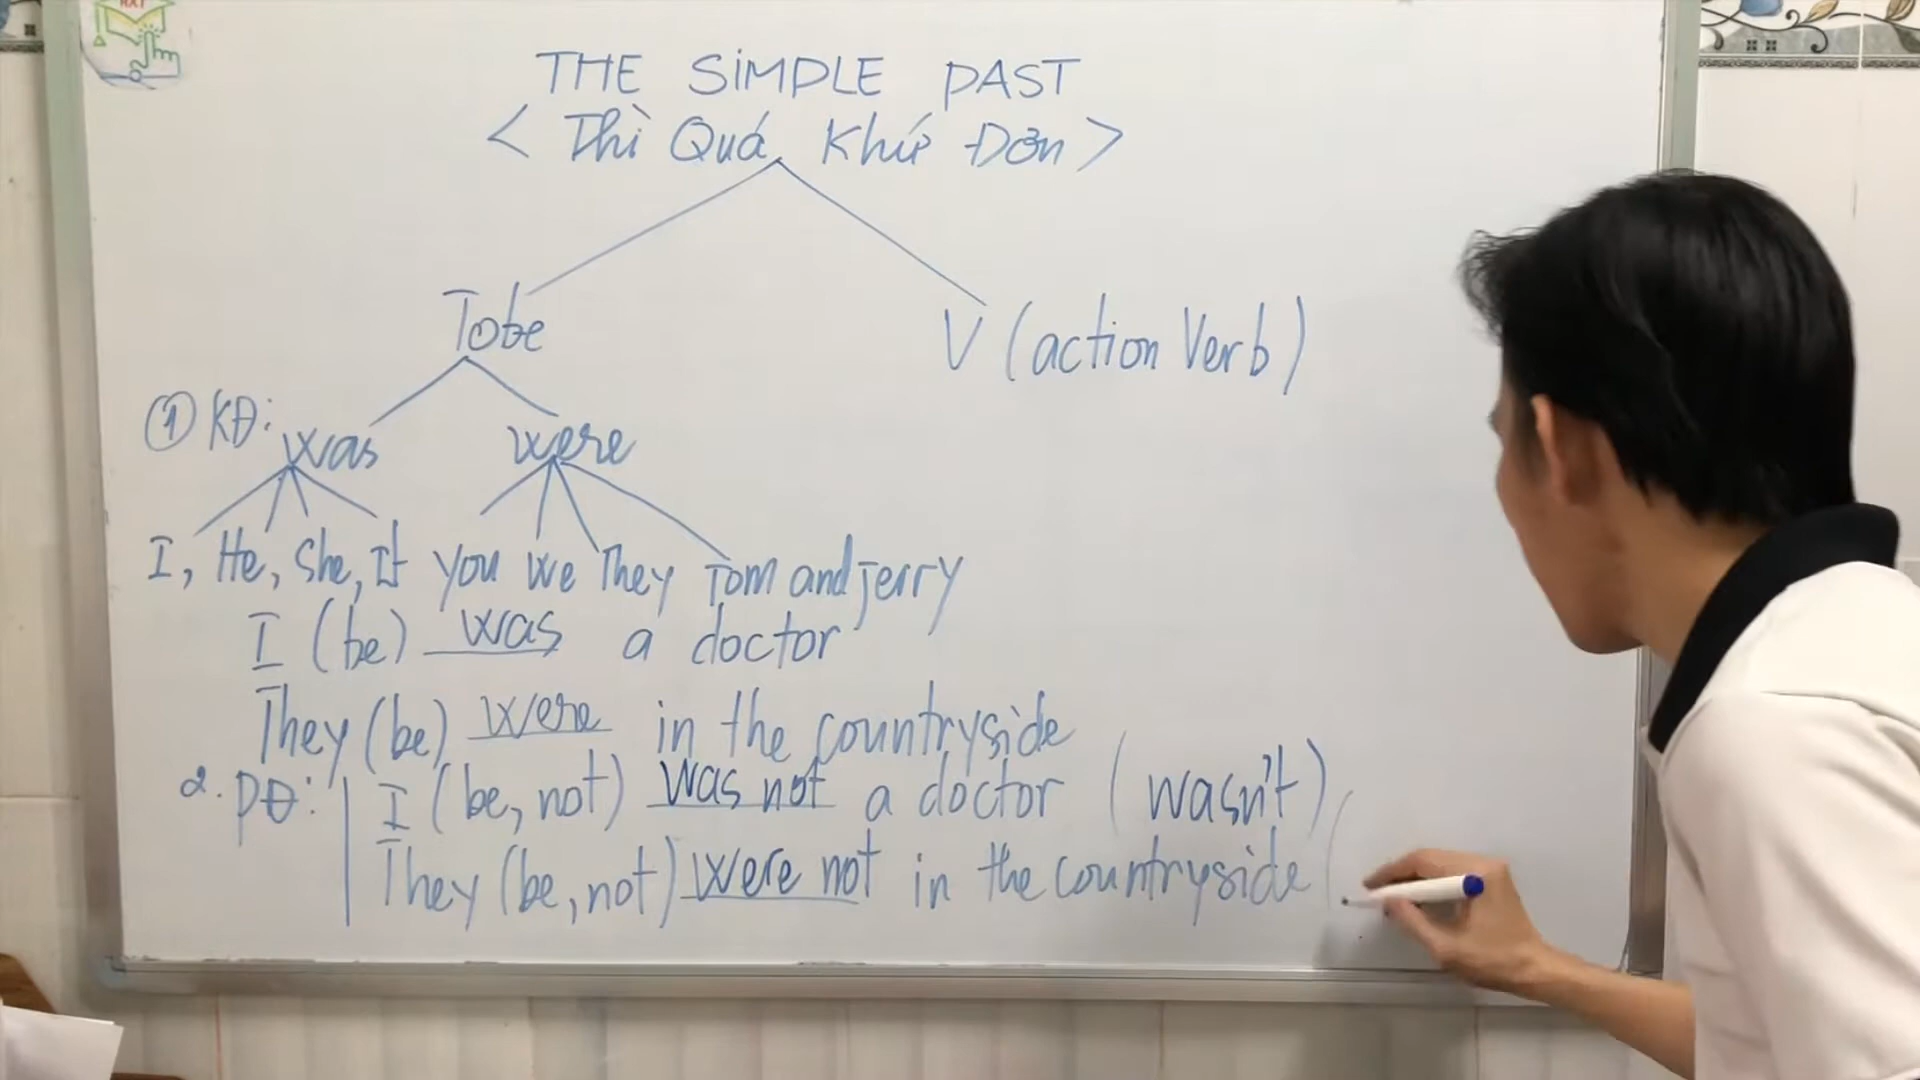 THE SIMPLE PAST
< Thì Quá Khứ Đơn >
Tobe
V (action Verb)
① KĐ:
was were
I, He, She, It you we They Tom and Jerry
I (be) was a doctor
They (be) were in the countryside
2. PĐ: I (be, not) was not a doctor (wasn't)
They (be, not) were not in the countryside (